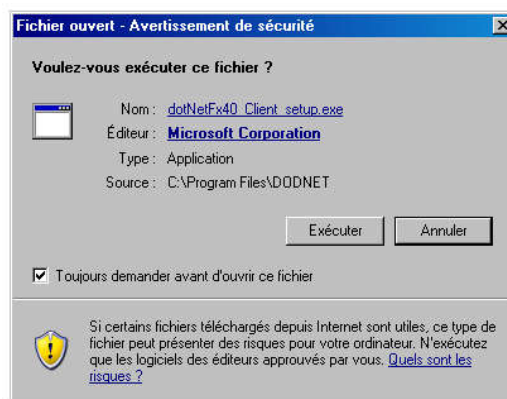 Fichier ouvert - Avertissement de sécurité
Voulez-vous exécuter ce fichier ?
Nom : dotNetFx40_Client_setup.exe
Éditeur : Microsoft Corporation
Type : Application
Source : C:\Program Files\DODNET
Exécuter Annuler
Toujours demander avant d'ouvrir ce fichier
Si certains fichiers téléchargés depuis Internet sont utiles, ce type de
fichier peut présenter des risques pour votre ordinateur. N'exécutez
que les logiciels des éditeurs approuvés par vous. Quels sont les
risques ?